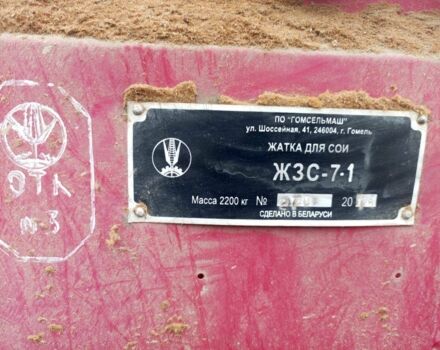 ПО "ГОМСЕЛЬМАШ"
ул. Шоссейная, 41, 246004, г. Гомель
ЖАТКА ДЛЯ СОИ
ЖЗС-7-1
Масса 2200 кг № 20
СДЕЛАНО В БЕЛАРУСИ
ОТК